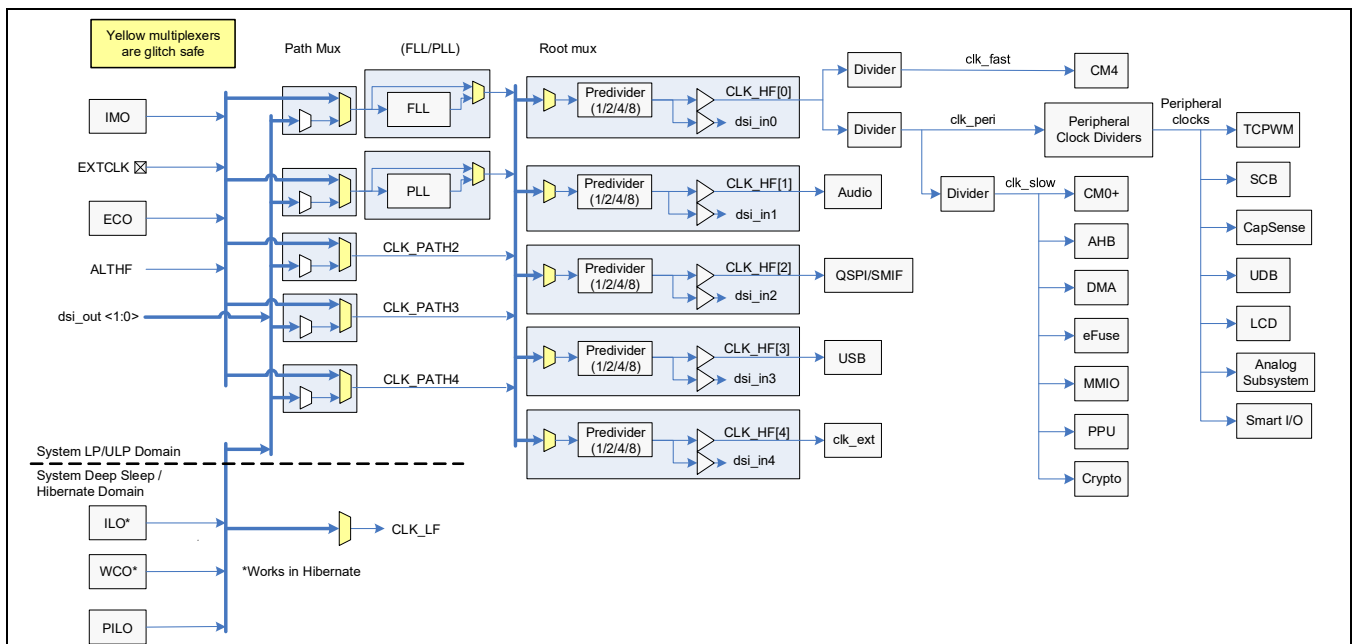 Yellow multiplexers
are glitch safe
Path Mux
(FLL/PLL)
Root mux
IMO
EXTCLK
ECO
ALTHF
dsi_out <1:0>
FLL
PLL
CLK_PATH2
CLK_PATH3
CLK_PATH4
Predivider
(1/2/4/8)
CLK_HF[0]
dsi_in0
Predivider
(1/2/4/8)
CLK_HF[1]
dsi_in1
Audio
Predivider
(1/2/4/8)
CLK_HF[2]
dsi_in2
QSPI/SMIF
Predivider
(1/2/4/8)
CLK_HF[3]
dsi_in3
USB
Predivider
(1/2/4/8)
CLK_HF[4]
dsi_in4
clk_ext
Divider
clk_fast
CM4
Divider
clk_peri
Peripheral
Clock Dividers
Peripheral
clocks
Divider
clk_slow
CM0+
AHB
DMA
eFuse
MMIO
PPU
Crypto
TCPWM
SCB
CapSense
UDB
LCD
Analog
Subsystem
Smart I/O
System LP/ULP Domain
System Deep Sleep /
Hibernate Domain
ILO*
WCO*
PILO
CLK_LF
*Works in Hibernate